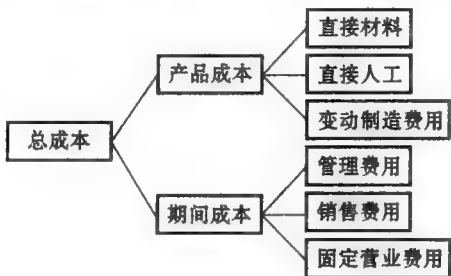 直接材料
产品成本
直接人工
变动制造费用
总成本
管理费用
期间成本
销售费用
固定营业费用